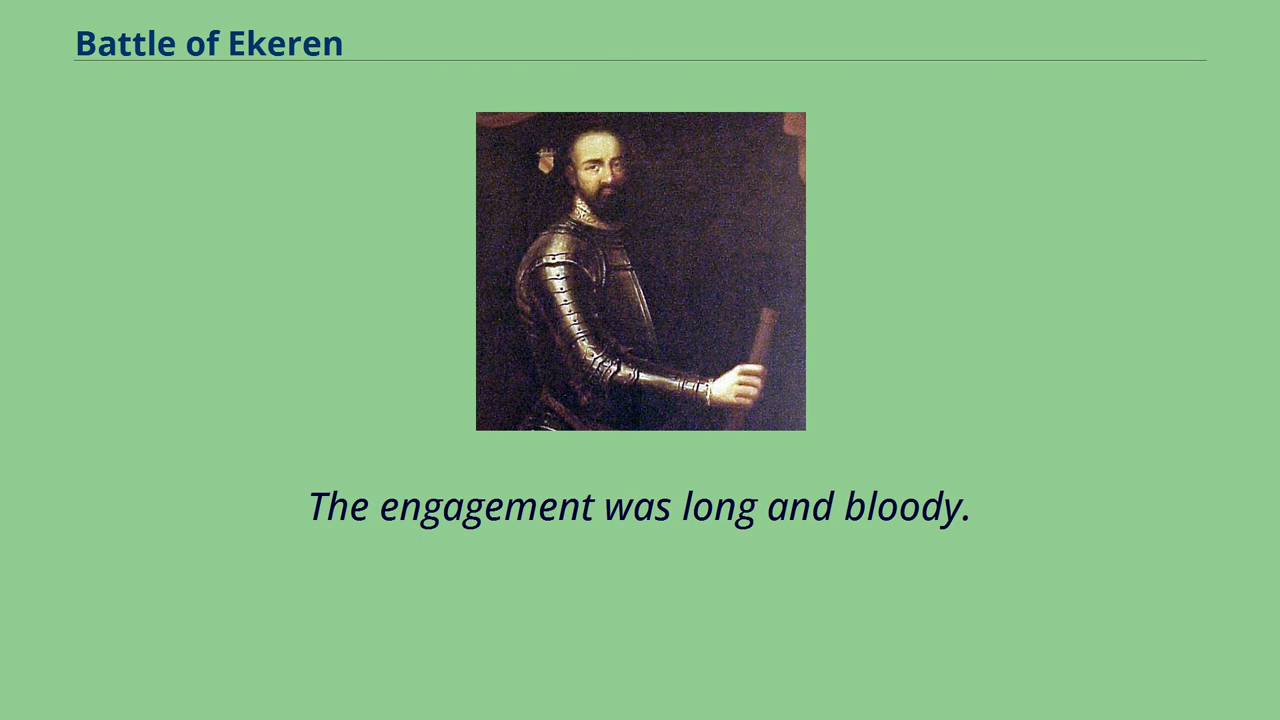 Battle of Ekeren
The engagement was long and bloody.